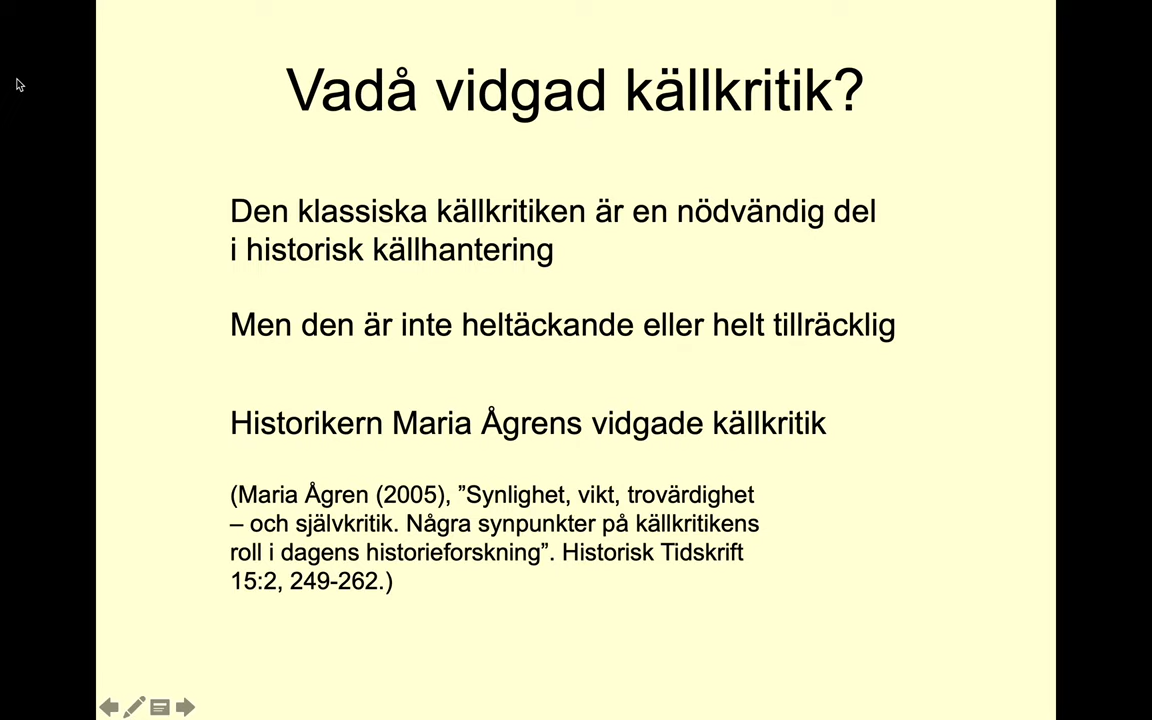 Vadå vidgad källkritik?
Den klassiska källkritiken är en nödvändig del
i historisk källhantering
Men den är inte heltäckande eller helt tillräcklig
Historikern Maria Ågrens vidgade källkritik
(Maria Ågren (2005), ”Synlighet, vikt, trovärdighet
– och självkritik. Några synpunkter på källkritikens
roll i dagens historieforskning”. Historisk Tidskrift
15:2, 249-262.)